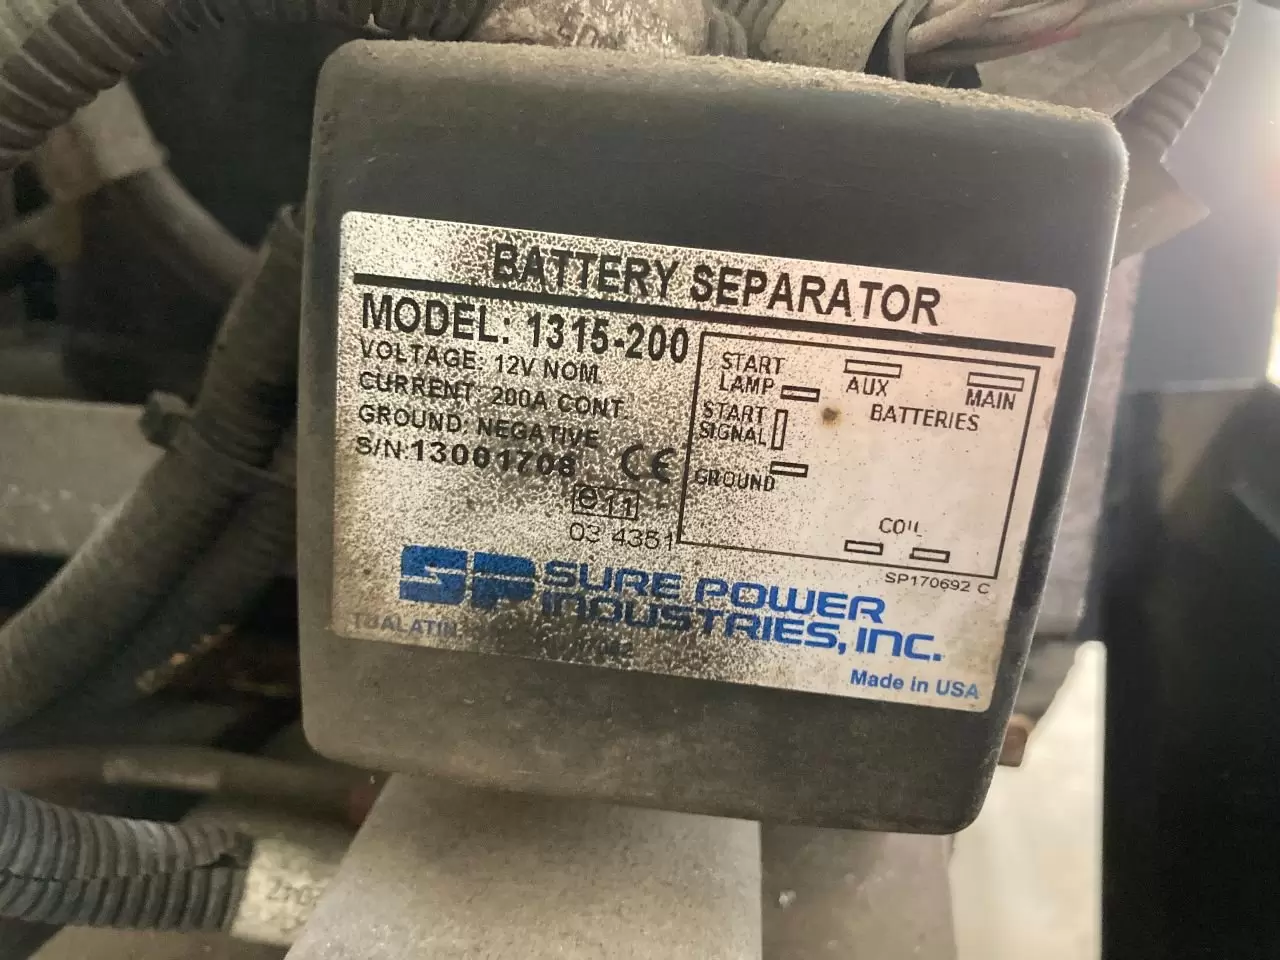 BATTERY SEPARATOR
MODEL: 1315-200
VOLTAGE: 12V NOM.
CURRENT: 200A CONT.
GROUND: NEGATIVE
S/N: 13001708
CE
e11
03 4351
START LAMP
START SIGNAL
GROUND
AUX
MAIN
BATTERIES
COIL
SP170692 C
SP SURE POWER
INDUSTRIES, INC.
TUALATIN
Made in USA